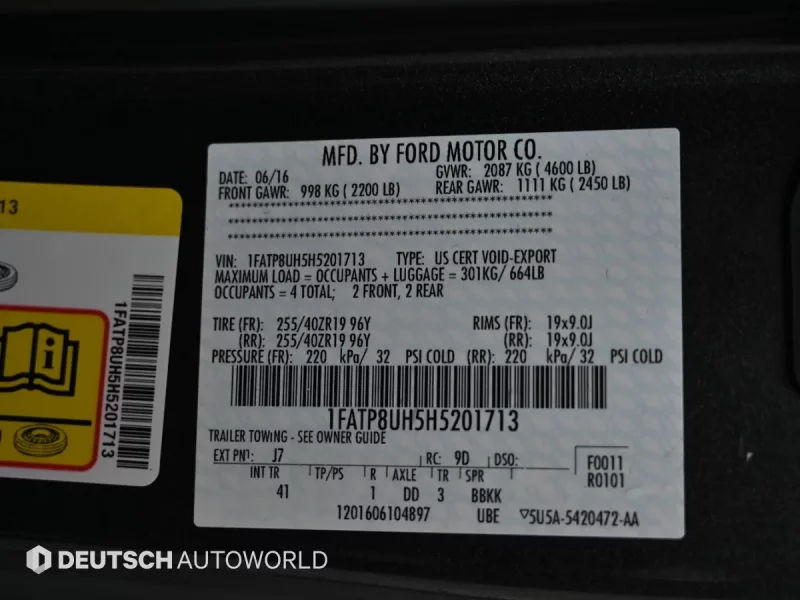 MFD. BY FORD MOTOR CO.
DATE: 06/16 GVWR: 2087 KG ( 4600 LB)
FRONT GAWR: 998 KG ( 2200 LB) REAR GAWR: 1111 KG ( 2450 LB)
VIN: 1FATP8UH5H5201713 TYPE: US CERT VOID-EXPORT
MAXIMUM LOAD = OCCUPANTS + LUGGAGE = 301KG/ 664LB
OCCUPANTS = 4 TOTAL; 2 FRONT, 2 REAR
TIRE (FR): 255/40ZR19 96Y RIMS (FR): 19x9.0J
(RR): 255/40ZR19 96Y (RR): 19x9.0J
PRESSURE (FR): 220 kPa/ 32 PSI COLD (RR): 220 kPa/ 32 PSI COLD
1FATP8UH5H5201713
TRAILER TOWING - SEE OWNER GUIDE
EXT PNT: J7 RC: 9D DSO: F0011
R0101
INT TR TP/PS R AXLE TR SPR
41 1 DD 3 BBKK
1201606104897 UBE 5U5A-5420472-AA
713
1FATP8UH5H5201713
DEUTSCH AUTOWORLD